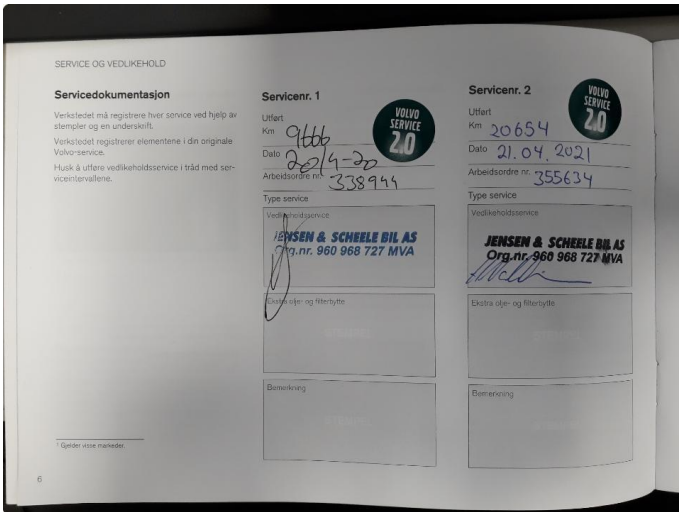 SERVICE OG VEDLIKEHOLD
Servicedokumentasjon
Verkstedet må registrere hver service ved hjelp av
stempler og en underskrift.
Verkstedet registrerer elementene i din originale
Volvo-service.
Husk å utføre vedlikeholdsservice i tråd med ser-
viceintervallene.
¹ Gjelder visse markeder.
6
Servicenr. 1
VOLVO
SERVICE
2.0
Utført
Km 9666
Dato 20/4-20
Arbeidsordre nr. 338944
Type service
Vedlikeholdsservice
JENSEN & SCHEELE BIL AS
Org.nr. 960 968 727 MVA
Ekstra olje- og filterbytte
Bemerkning
Servicenr. 2
VOLVO
SERVICE
2.0
Utført
Km 20654
Dato 21.04.2021
Arbeidsordre nr. 355634
Type service
Vedlikeholdsservice
JENSEN & SCHEELE BIL AS
Org.nr. 960 968 727 MVA
Ekstra olje- og filterbytte
Bemerkning